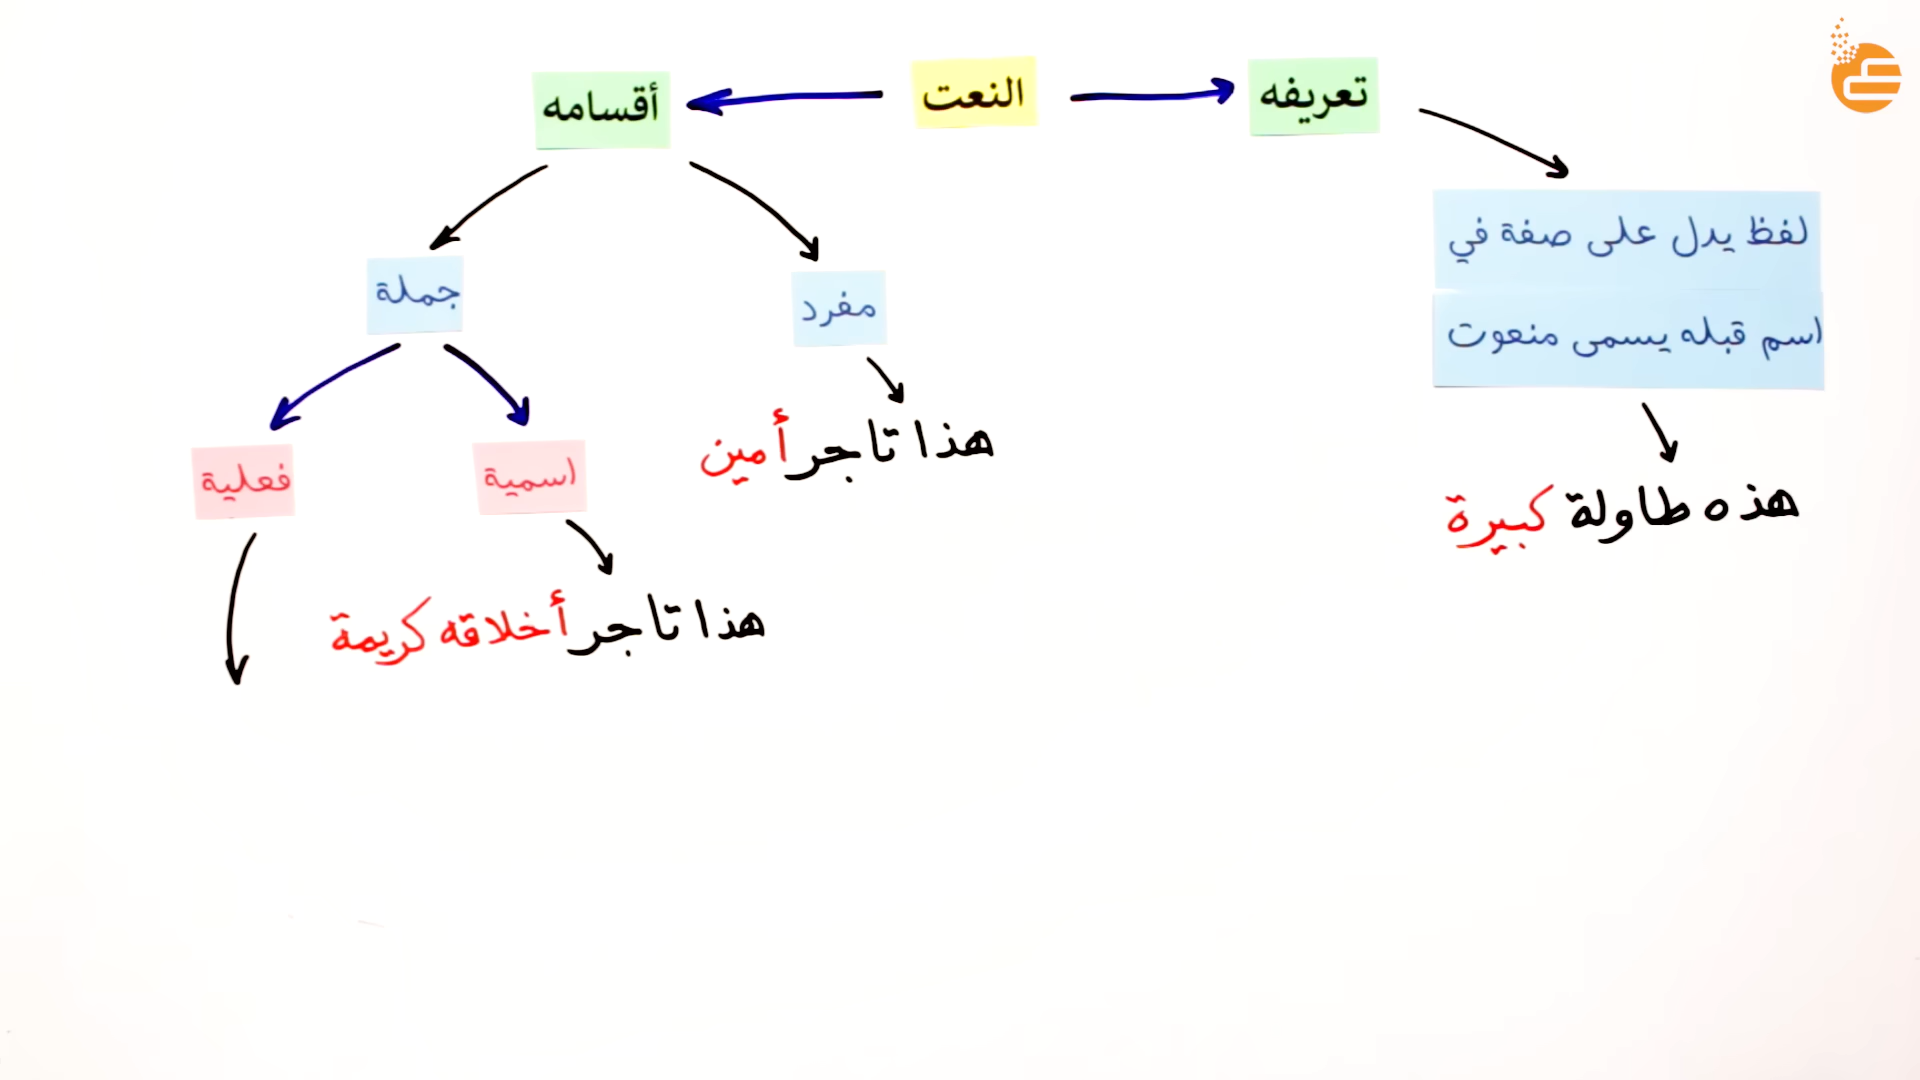 النعت
تعريفه
أقسامه
لفظ يدل على صفة في
اسم قبله يسمى منعوت
هذه طاولة كبيرة
مفرد
جملة
هذا تاجر أمين
اسمية
فعلية
هذا تاجر أخلاقه كريمة